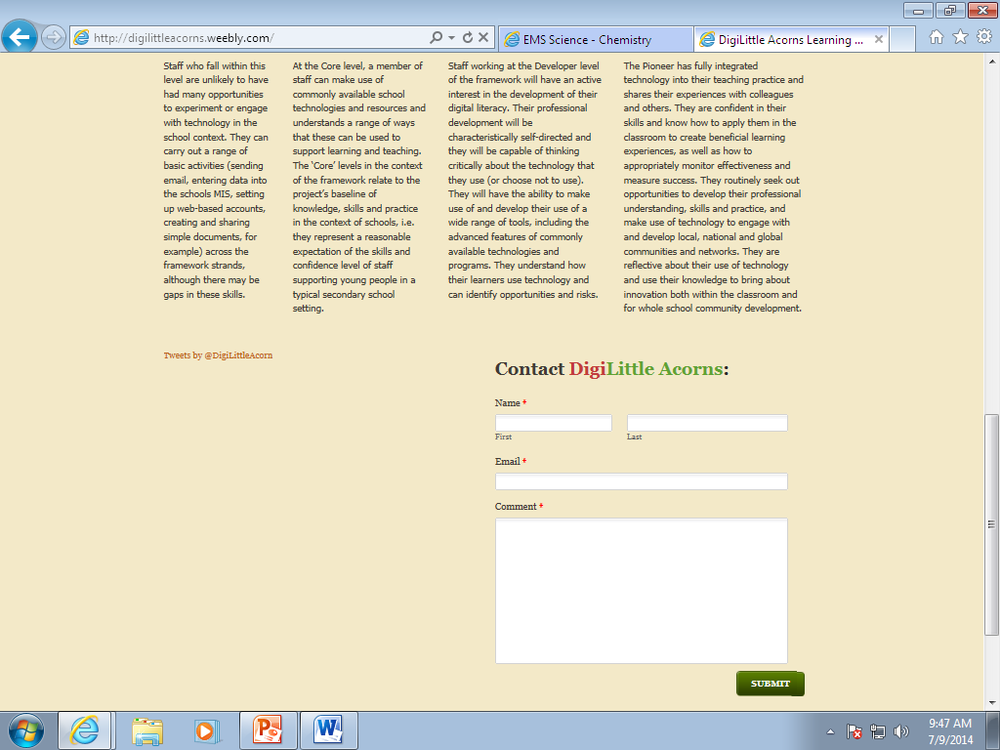 http://digilittleacorns.weebly.com/
EMS Science - Chemistry
DigiLittle Acorns Learning ...
Staff who fall within this
level are unlikely to have
had many opportunities
to experiment or engage
with technology in the
school context. They can
carry out a range of
basic activities (sending
email, entering data into
the schools MIS, setting
up web-based accounts,
creating and sharing
simple documents, for
example) across the
framework strands,
although there may be
gaps in these skills.
At the Core level, a member of
staff can make use of
commonly available school
technologies and resources and
understands a range of ways
that these can be used to
support learning and teaching.
The ‘Core’ levels in the context
of the framework relate to the
project’s baseline of
knowledge, skills and practice
in the context of schools, i.e.
they represent a reasonable
expectation of the skills and
confidence level of staff
supporting young people in a
typical secondary school
setting.
Staff working at the Developer level
of the framework will have an active
interest in the development of their
digital literacy. Their professional
development will be
characteristically self-directed and
they will be capable of thinking
critically about the technology that
they use (or choose not to use).
They will have the ability to make
use of and develop their use of a
wide range of tools, including the
advanced features of commonly
available technologies and
programs. They understand how
their learners use technology and
can identify opportunities and risks.
The Pioneer has fully integrated
technology into their teaching practice and
shares their experiences with colleagues
and others. They are confident in their
skills and know how to apply them in the
classroom to create beneficial learning
experiences, as well as how to
appropriately monitor effectiveness and
measure success. They routinely seek out
opportunities to develop their professional
understanding, skills and practice, and
make use of technology to engage with
and develop local, national and global
communities and networks. They are
reflective about their use of technology
and use their knowledge to bring about
innovation both within the classroom and
for whole school community development.
Tweets by @DigiLittleAcorn
Contact DigiLittle Acorns:
Name *
First
Last
Email *
Comment *
SUBMIT
9:47 AM
7/9/2014